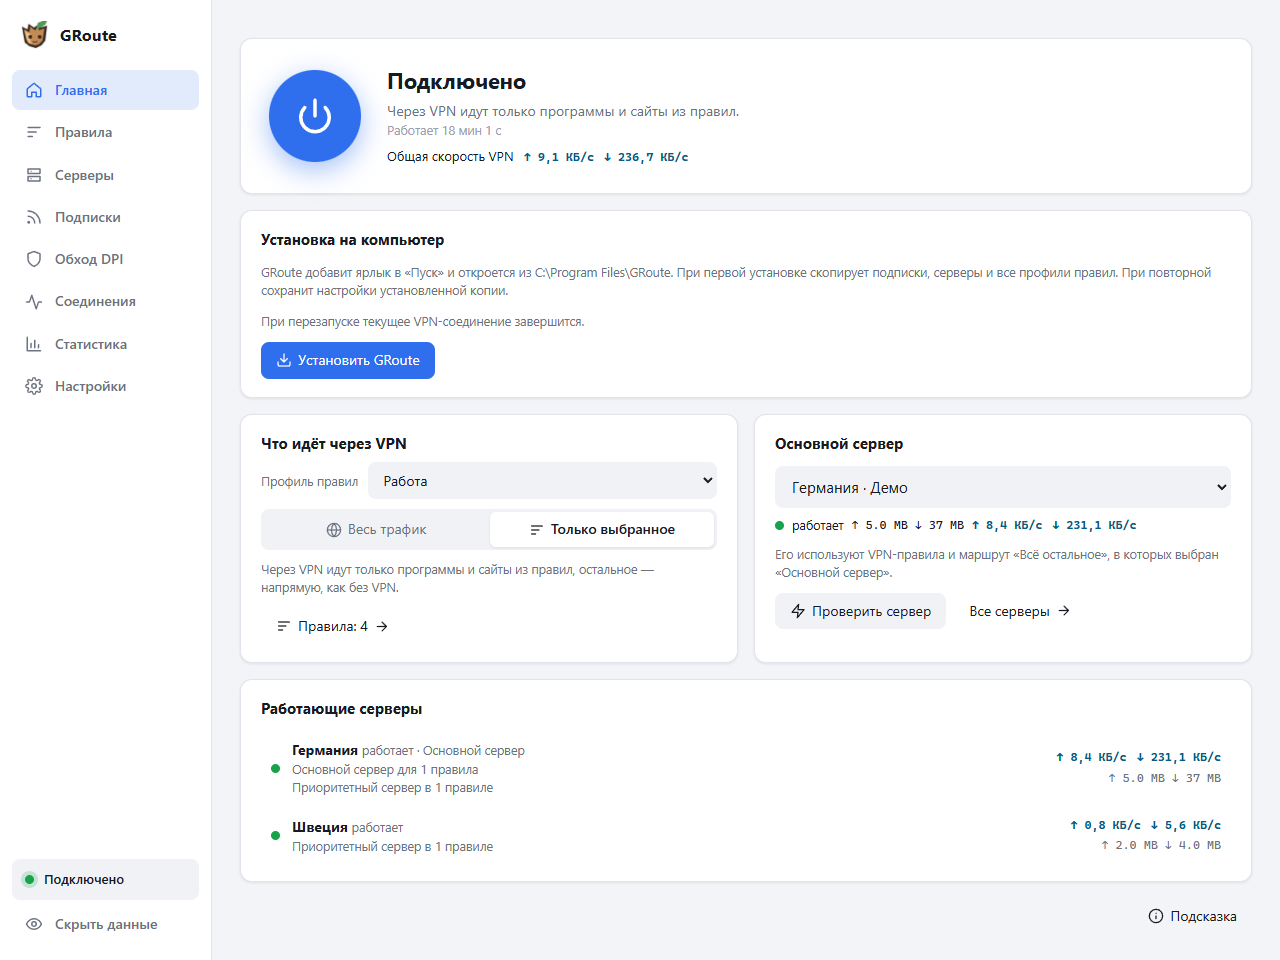 GRoute
Главная
Правила
Серверы
Подписки
Обход DPI
Соединения
Статистика
Настройки
Подключено
Скрыть данные
Подключено
Через VPN идут только программы и сайты из правил.
Работает 18 мин 1 с
Общая скорость VPN ↑ 9,1 КБ/с ↓ 236,7 КБ/с
Установка на компьютер
GRoute добавит ярлык в «Пуск» и откроется из C:\Program Files\GRoute. При первой установке скопирует подписки, серверы и все профили правил. При повторной
сохранит настройки установленной копии.
При перезапуске текущее VPN-соединение завершится.
Установить GRoute
Что идёт через VPN
Профиль правил Работа
Весь трафик Только выбранное
Через VPN идут только программы и сайты из правил, остальное —
напрямую, как без VPN.
Правила: 4 →
Основной сервер
Германия · Демо
работает ↑ 5.0 MB ↓ 37 MB ↑ 8,4 КБ/с ↓ 231,1 КБ/с
Его используют VPN-правила и маршрут «Всё остальное», в которых выбран
«Основной сервер».
Проверить сервер Все серверы →
Работающие серверы
Германия работает · Основной сервер
Основной сервер для 1 правила
Приоритетный сервер в 1 правиле
↑ 8,4 КБ/с ↓ 231,1 КБ/с
↑ 5.0 MB ↓ 37 MB
Швеция работает
Приоритетный сервер в 1 правиле
↑ 0,8 КБ/с ↓ 5,6 КБ/с
↑ 2.0 MB ↓ 4.0 MB
Подсказка